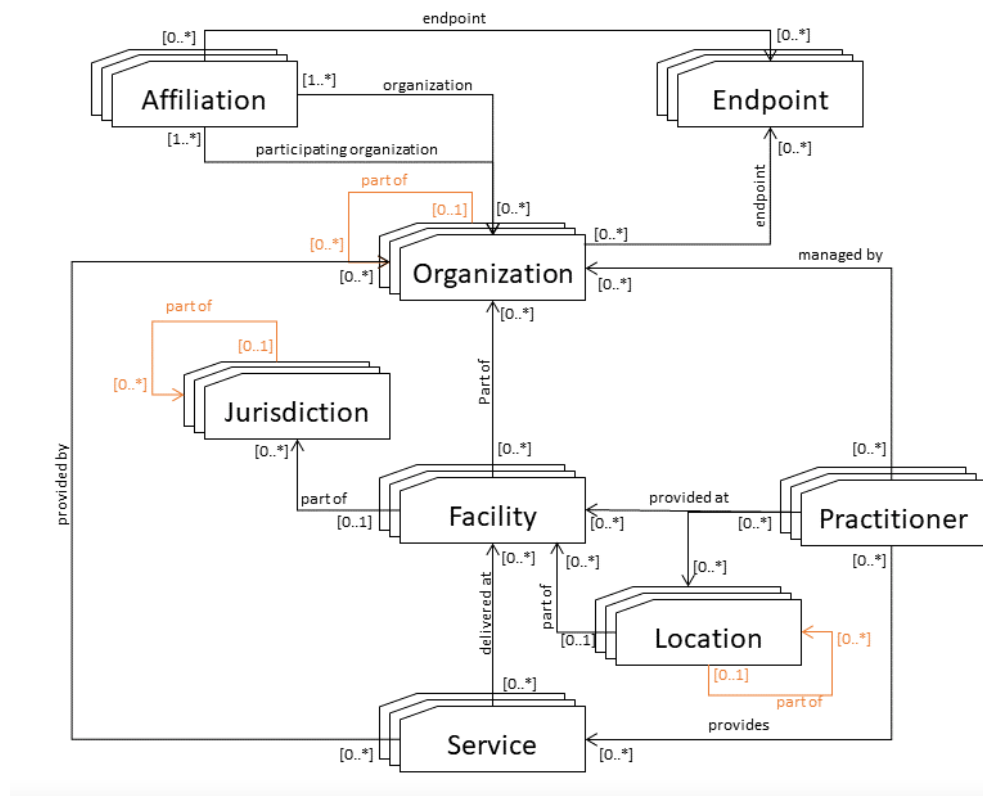 endpoint
[0..*]
[0..*]
Affiliation
[1..*]
organization
Endpoint
[1..*]
participating organization
[0..*]
part of
endpoint
[0..1]
[0..*]
[0..*]
[0..*]
managed by
[0..*]
Organization
[0..*]
part of
[0..*]
[0..1]
Part of
[0..*]
Jurisdiction
[0..*]
[0..*]
[0..*]
provided by
part of
[0..1]
Facility
provided at
[0..*]
[0..*]
Practitioner
[0..*]
[0..*]
[0..*]
[0..*]
delivered at
part of
[0..1]
Location
[0..*]
[0..1]
part of
[0..*]
provides
[0..*]
Service
[0..*]